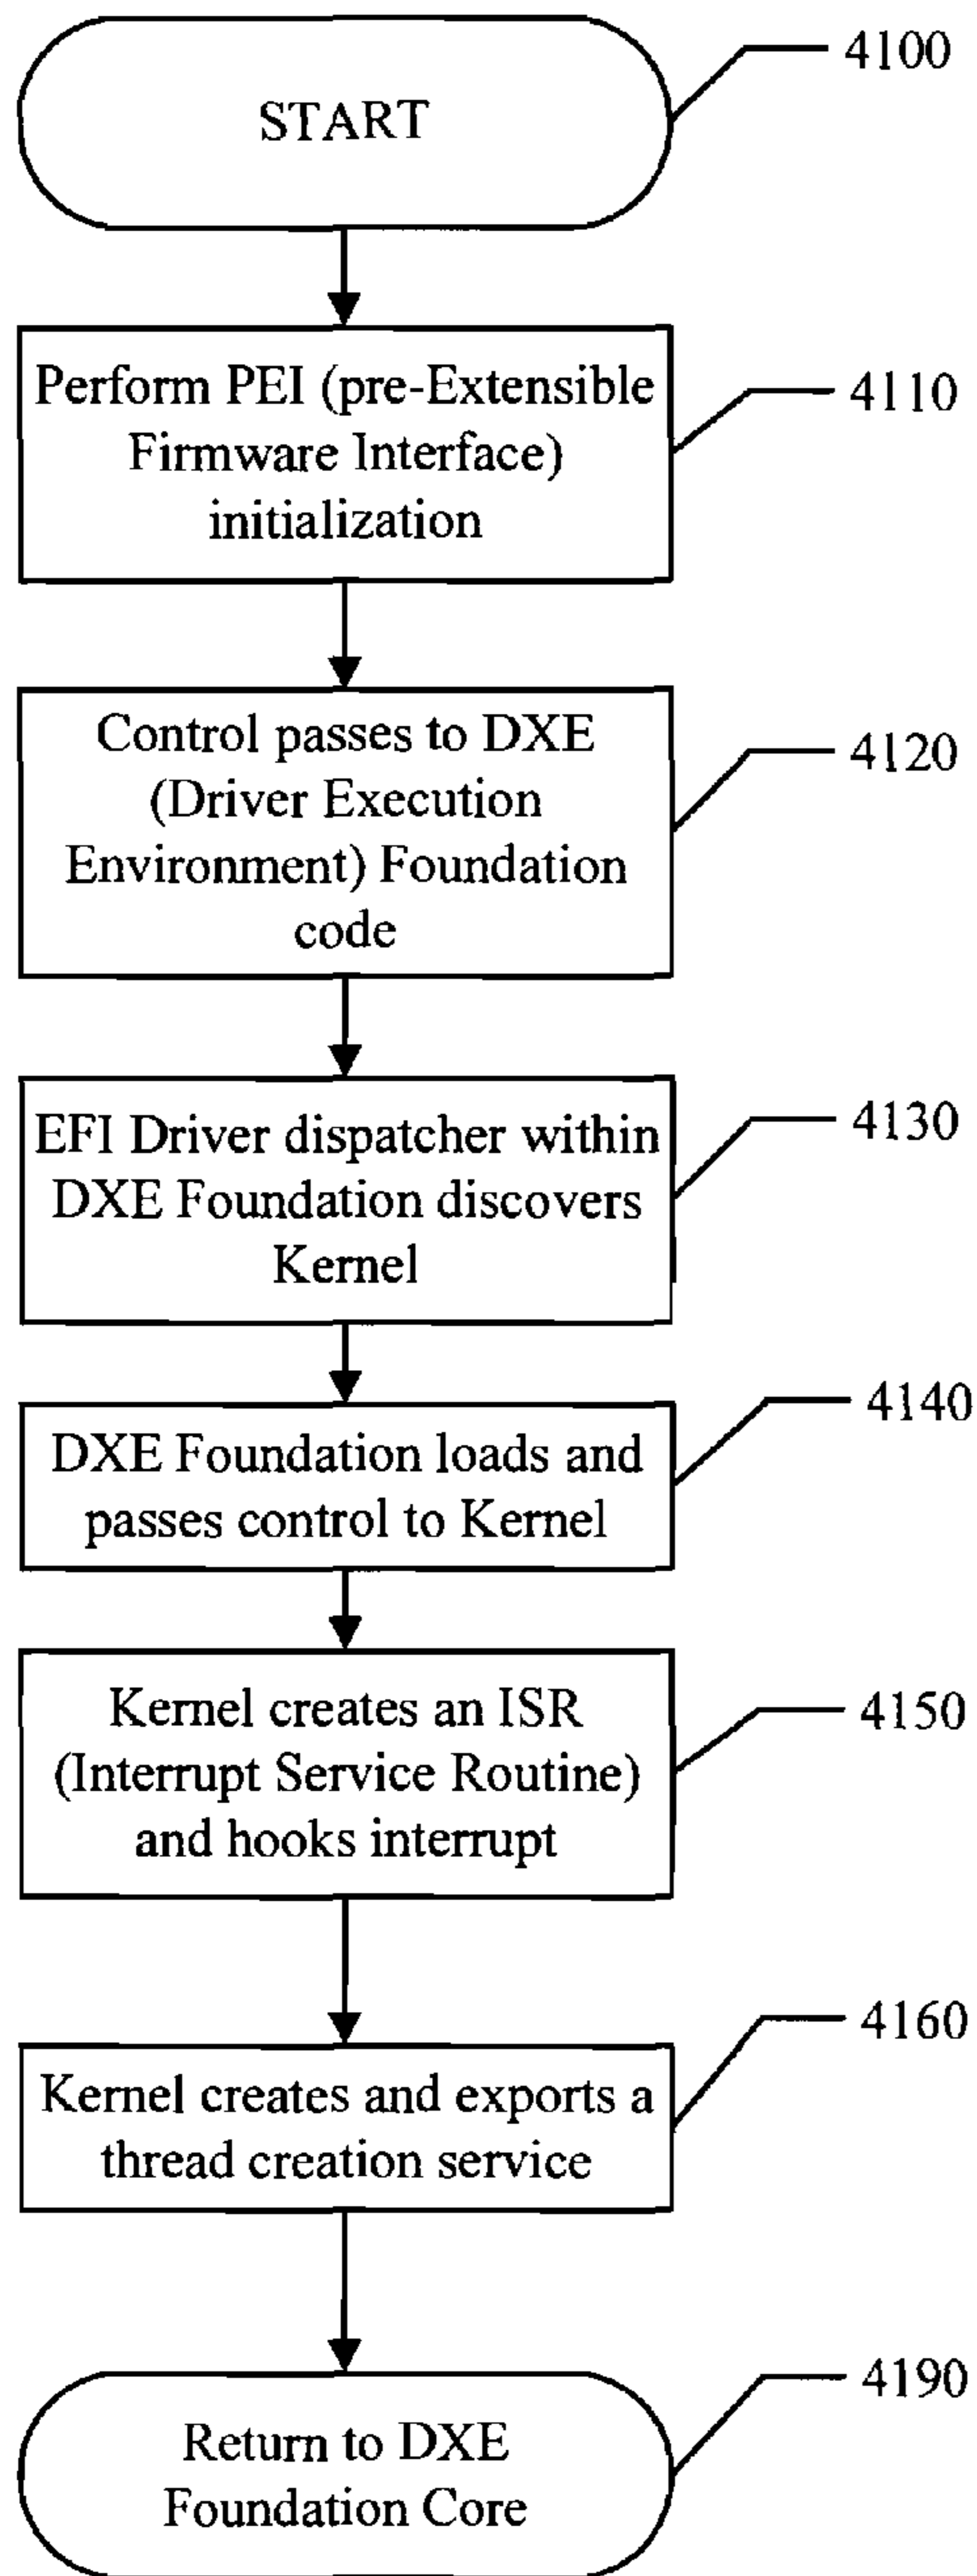 START
4100
Perform PEI (pre-Extensible
Firmware Interface)
initialization
4110
Control passes to DXE
(Driver Execution
Environment) Foundation
code
4120
EFI Driver dispatcher within
DXE Foundation discovers
Kernel
4130
DXE Foundation loads and
passes control to Kernel
4140
Kernel creates an ISR
(Interrupt Service Routine)
and hooks interrupt
4150
Kernel creates and exports a
thread creation service
4160
Return to DXE
Foundation Core
4190